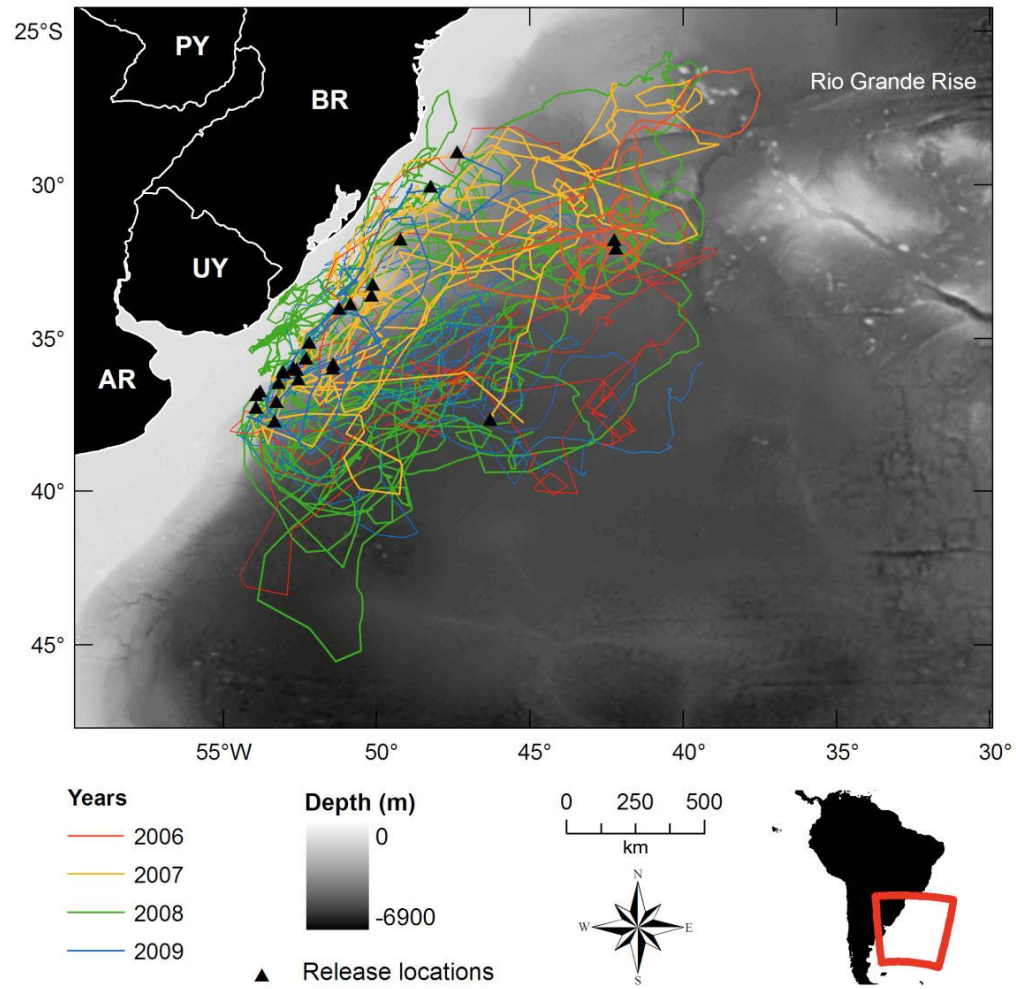 25°S
PY
BR
Rio Grande Rise
30°
UY
35°
AR
40°
45°
55°W 50° 45° 40° 35° 30°
Years
2006
2007
2008
2009
Release locations
Depth (m)
0
-6900
0 250 500
km
N
W E
S